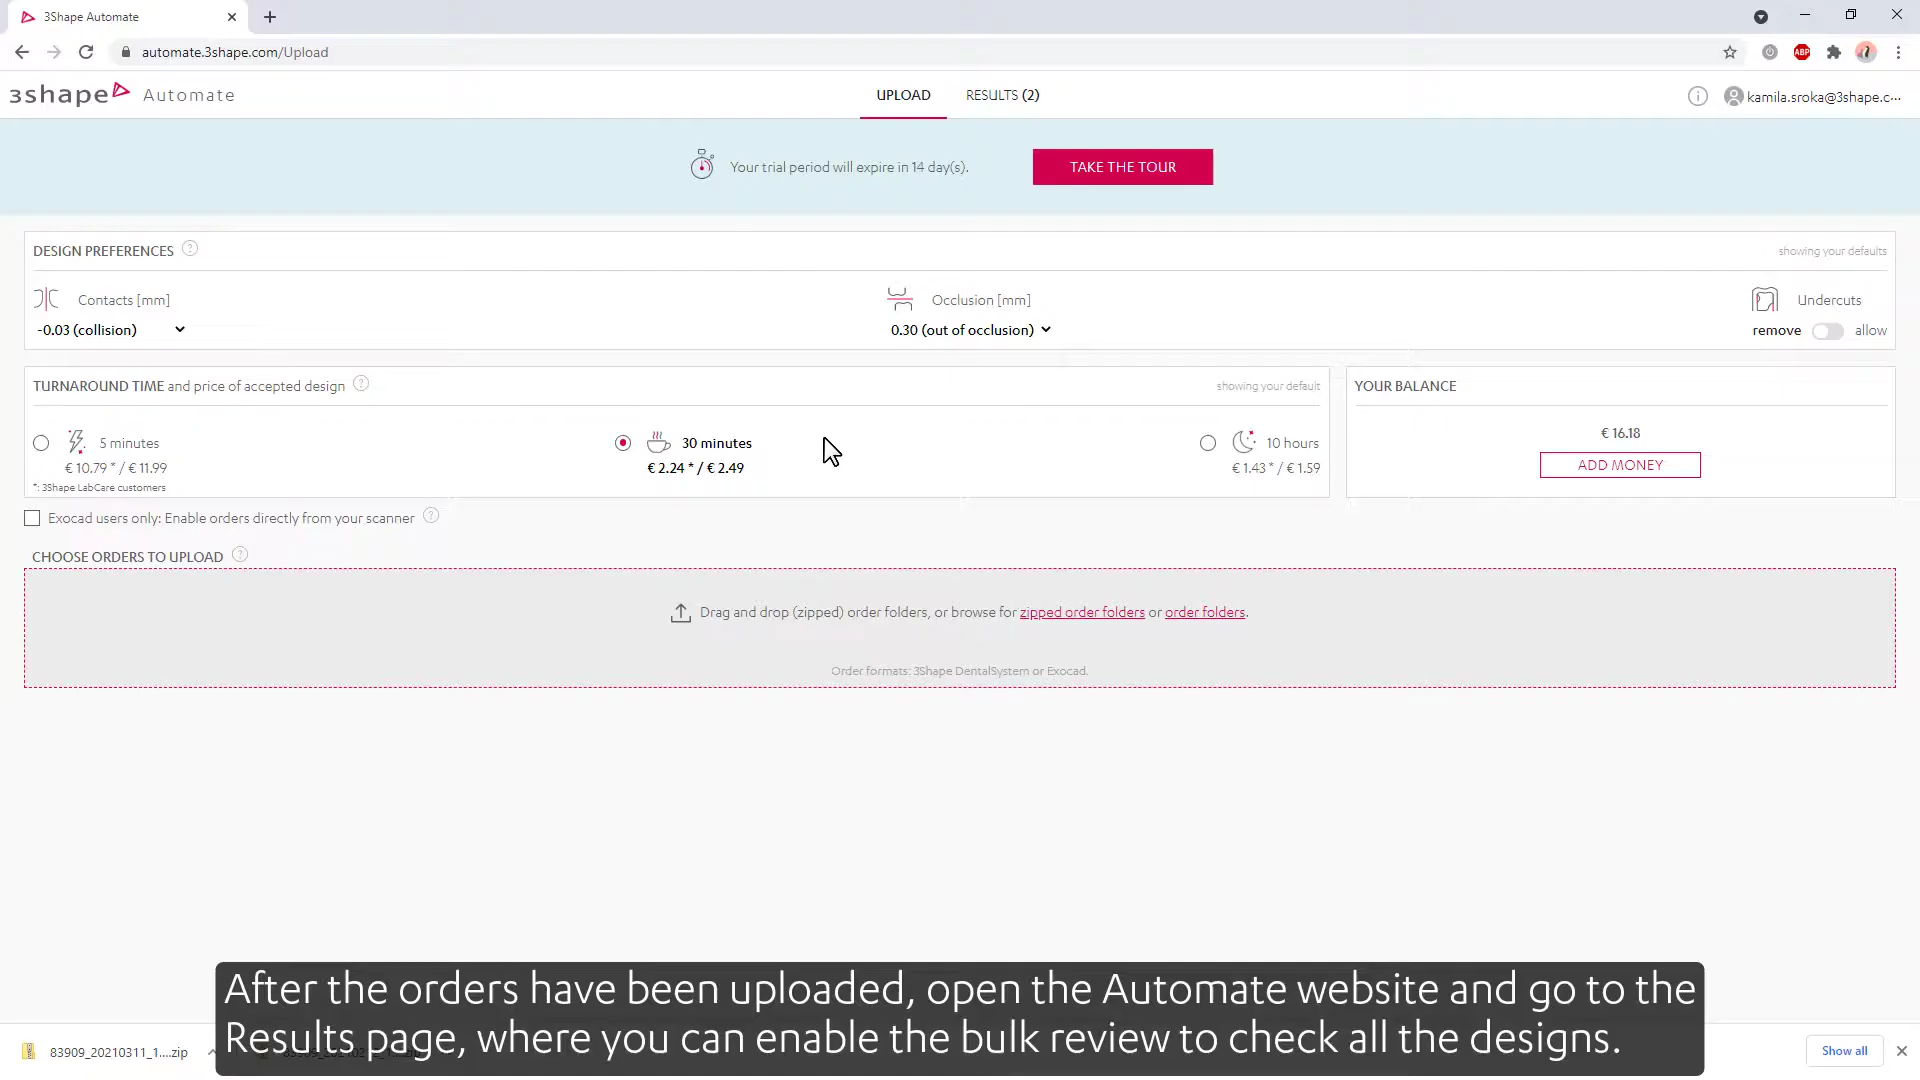 3Shape Automate
automate.3shape.com/Upload
ABP
3shape Automate
UPLOAD
RESULTS (2)
kamila.sroka@3shape.c...
Your trial period will expire in 14 day(s).
TAKE THE TOUR
DESIGN PREFERENCES ?
showing your defaults
Contacts [mm]
Occlusion [mm]
Undercuts
-0.03 (collision)
0.30 (out of occlusion)
remove
allow
TURNAROUND TIME and price of accepted design ?
showing your default
YOUR BALANCE
5 minutes
30 minutes
10 hours
€ 16.18
€ 10.79 * / € 11.99
€ 2.24 * / € 2.49
€ 1.43 * / € 1.59
ADD MONEY
*: 3Shape LabCare customers
Exocad users only: Enable orders directly from your scanner ?
CHOOSE ORDERS TO UPLOAD ?
Drag and drop (zipped) order folders, or browse for zipped order folders or order folders.
Order formats: 3Shape DentalSystem or Exocad.
After the orders have been uploaded, open the Automate website and go to the
Results page, where you can enable the bulk review to check all the designs.
83909_20210311_1....zip
Show all